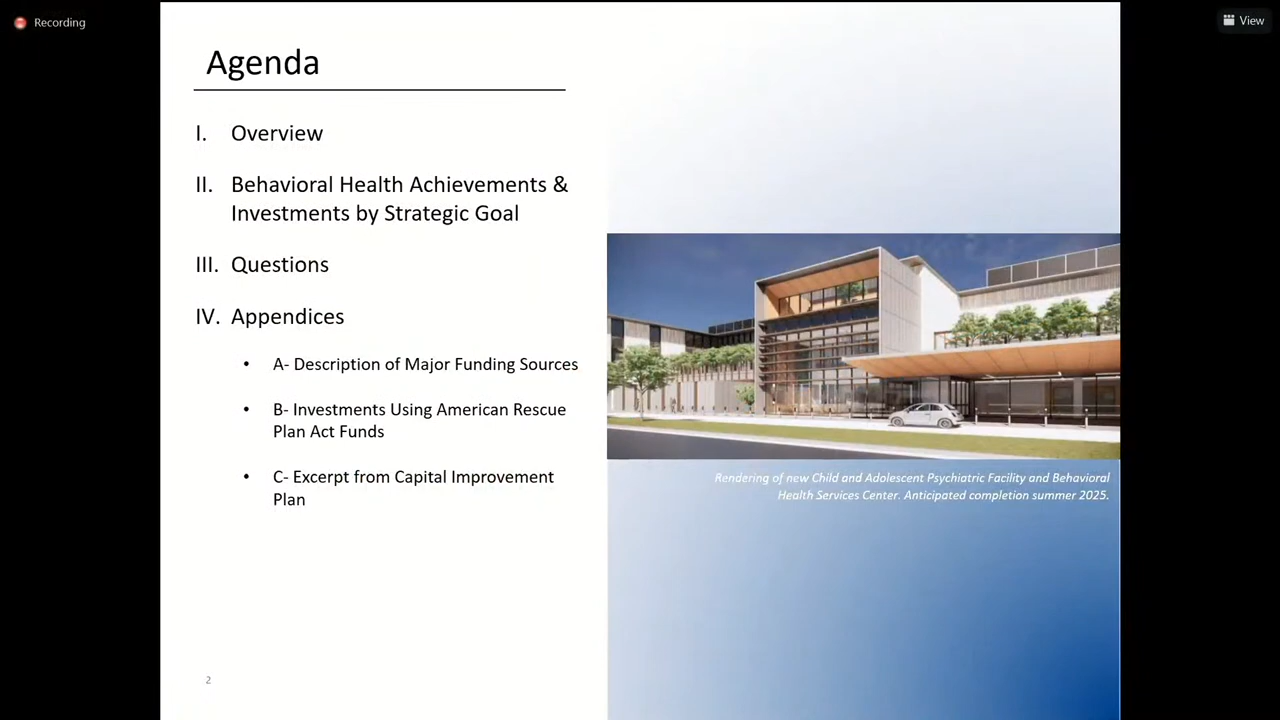 Recording
View
Agenda
I. Overview
II. Behavioral Health Achievements &
Investments by Strategic Goal
III. Questions
IV. Appendices
• A- Description of Major Funding Sources
• B- Investments Using American Rescue
Plan Act Funds
• C- Excerpt from Capital Improvement
Plan
Rendering of new Child and Adolescent Psychiatric Facility and Behavioral
Health Services Center. Anticipated completion summer 2025.
2